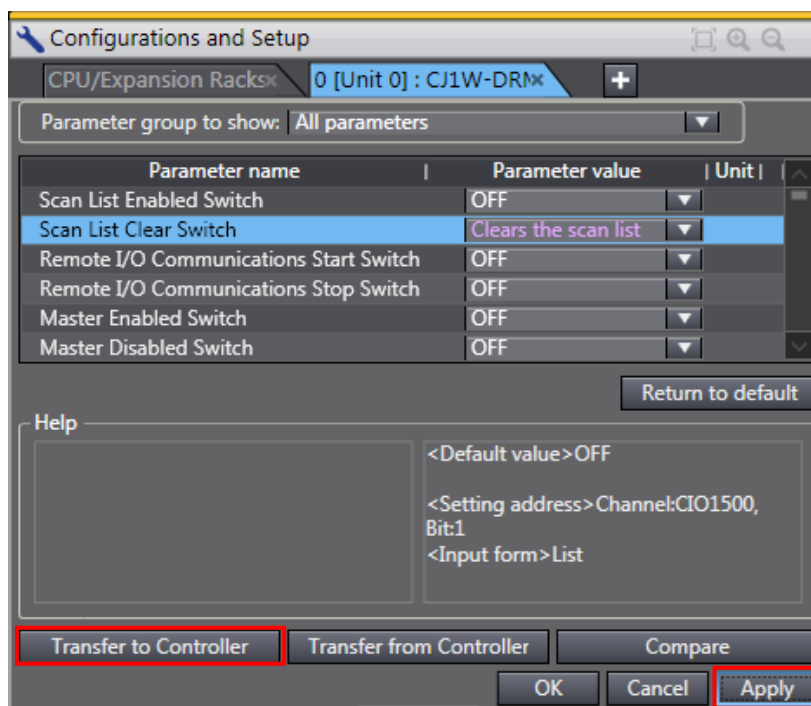 Configurations and Setup
CPU/Expansion Racks 0 [Unit 0] : CJ1W-DRM
Parameter group to show: All parameters
Parameter name | Parameter value | Unit |
Scan List Enabled Switch OFF
Scan List Clear Switch Clears the scan list
Remote I/O Communications Start Switch OFF
Remote I/O Communications Stop Switch OFF
Master Enabled Switch OFF
Master Disabled Switch OFF
Return to default
Help
<Default value>OFF
<Setting address>Channel:CIO1500,
Bit:1
<Input form>List
Transfer to Controller Transfer from Controller Compare
OK Cancel Apply